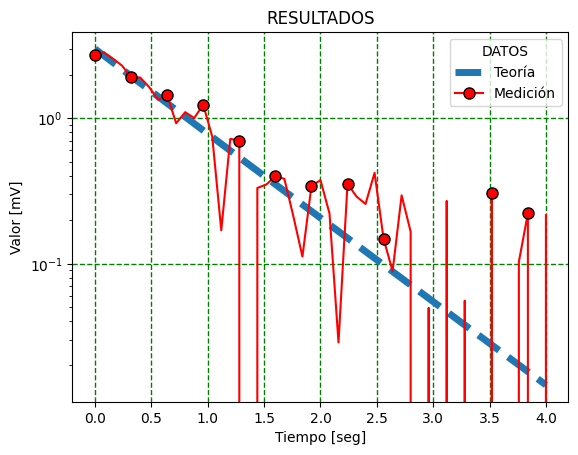 RESULTADOS
DATOS
Teoría
Medición
Valor [mV]
10⁰
10⁻¹
0.0 0.5 1.0 1.5 2.0 2.5 3.0 3.5 4.0
Tiempo [seg]